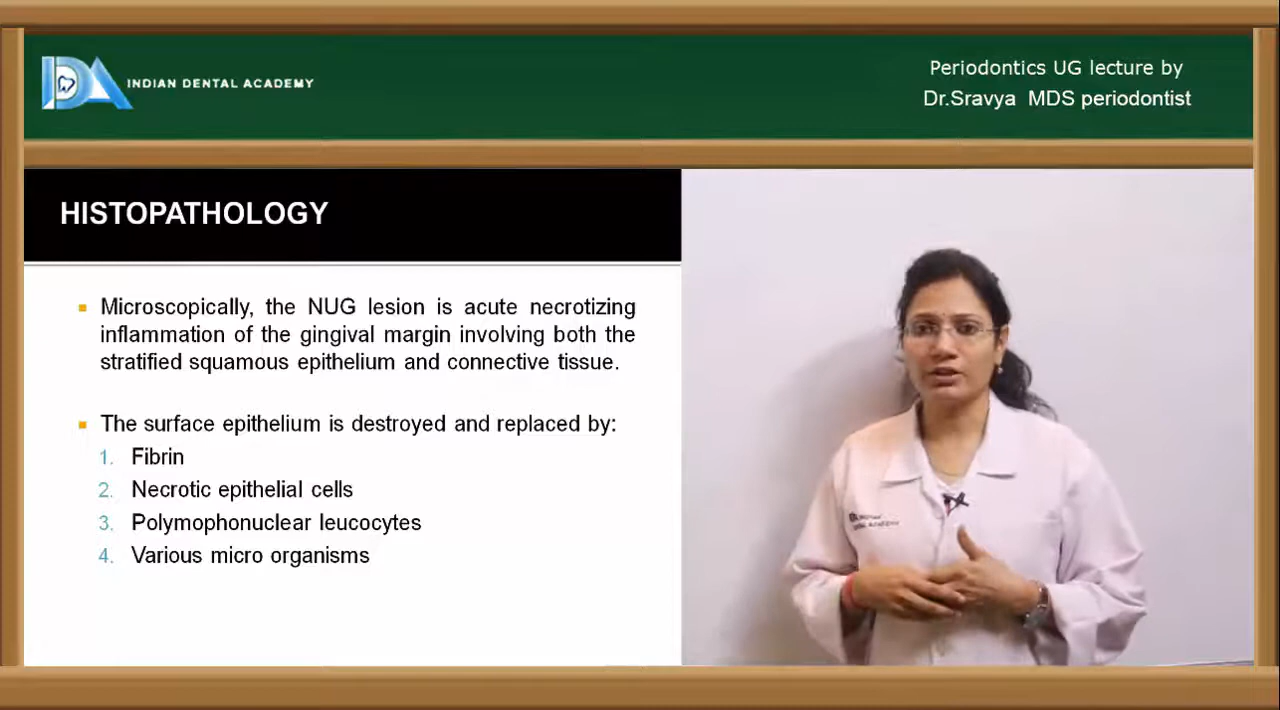 INDIAN DENTAL ACADEMY
Periodontics UG lecture by
Dr.Sravya MDS periodontist
HISTOPATHOLOGY
Microscopically, the NUG lesion is acute necrotizing
inflammation of the gingival margin involving both the
stratified squamous epithelium and connective tissue.
The surface epithelium is destroyed and replaced by:
1. Fibrin
2. Necrotic epithelial cells
3. Polymophonuclear leucocytes
4. Various micro organisms